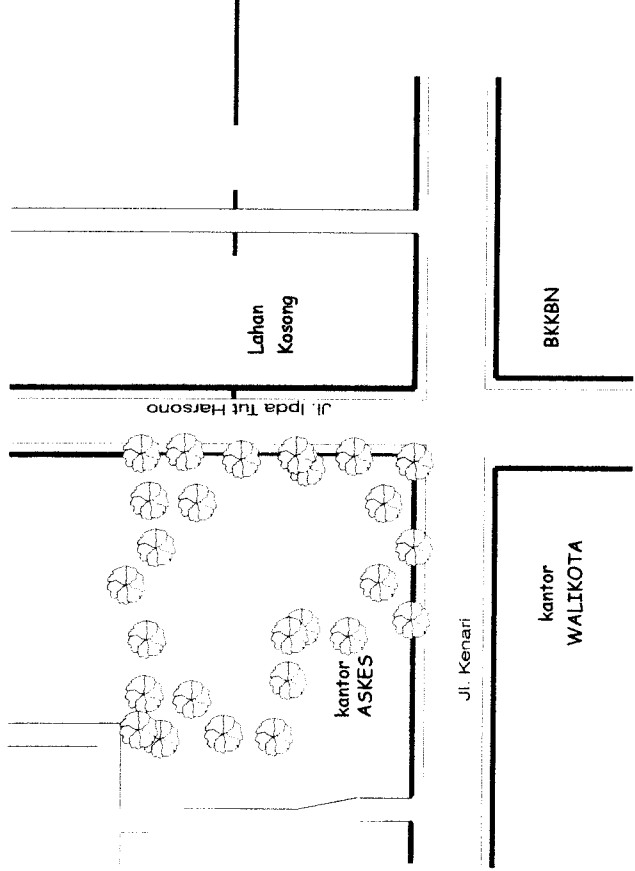 Lahan
Kosong
BKKBN
Jl. Ipda Tut Harsono
kantor
ASKES
Jl. Kenari
kantor
WALIKOTA